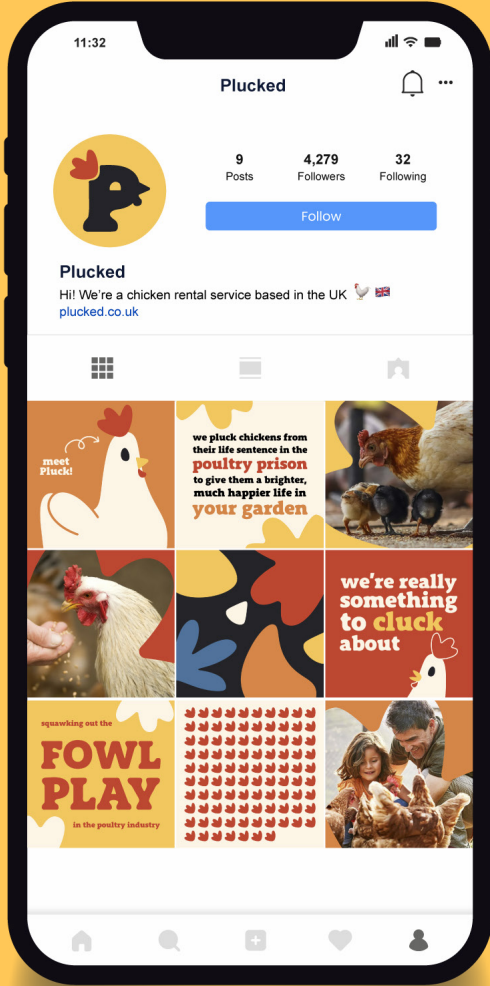 11:32
Plucked
•••
P
9
4,279
32
Posts
Followers
Following
Follow
Plucked
Hi! We’re a chicken rental service based in the UK 🐓 🇬🇧
plucked.co.uk
meet
Pluck!
we pluck chickens from
their life sentence in the
poultry prison
to give them a brighter,
much happier life in
your garden
we're really
something
to cluck
about
squawking out the
FOWL
PLAY
in the poultry industry